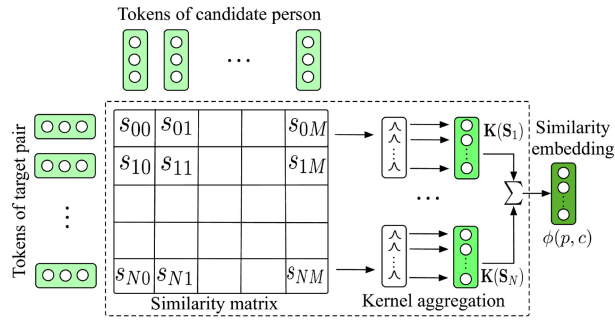 Tokens of candidate person
Tokens of target pair
s00 s01 s0M
s10 s11 s1M
sN0 sN1 sNM
K(S1)
K(SN)
Σ
Similarity
embedding
ϕ(p, c)
Similarity matrix
Kernel aggregation